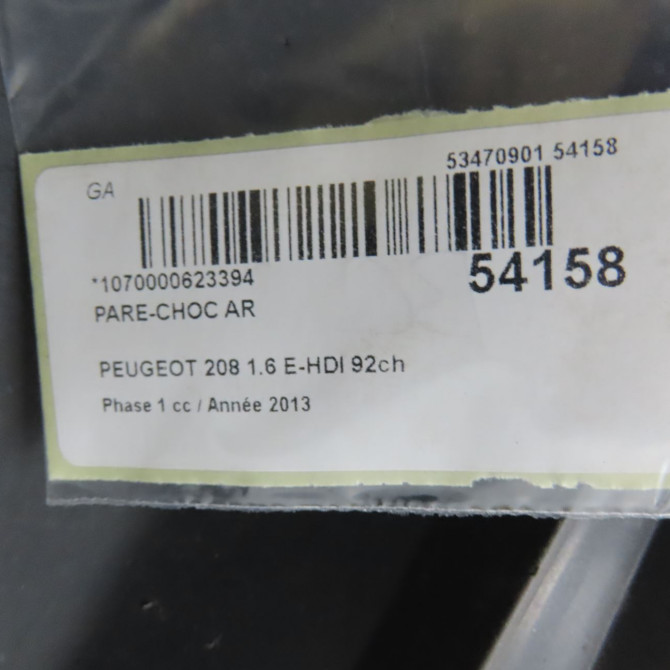 53470901 54158
GA
*1070000623394
54158
PARE-CHOC AR
PEUGEOT 208 1.6 E-HDI 92ch
Phase 1 cc / Année 2013